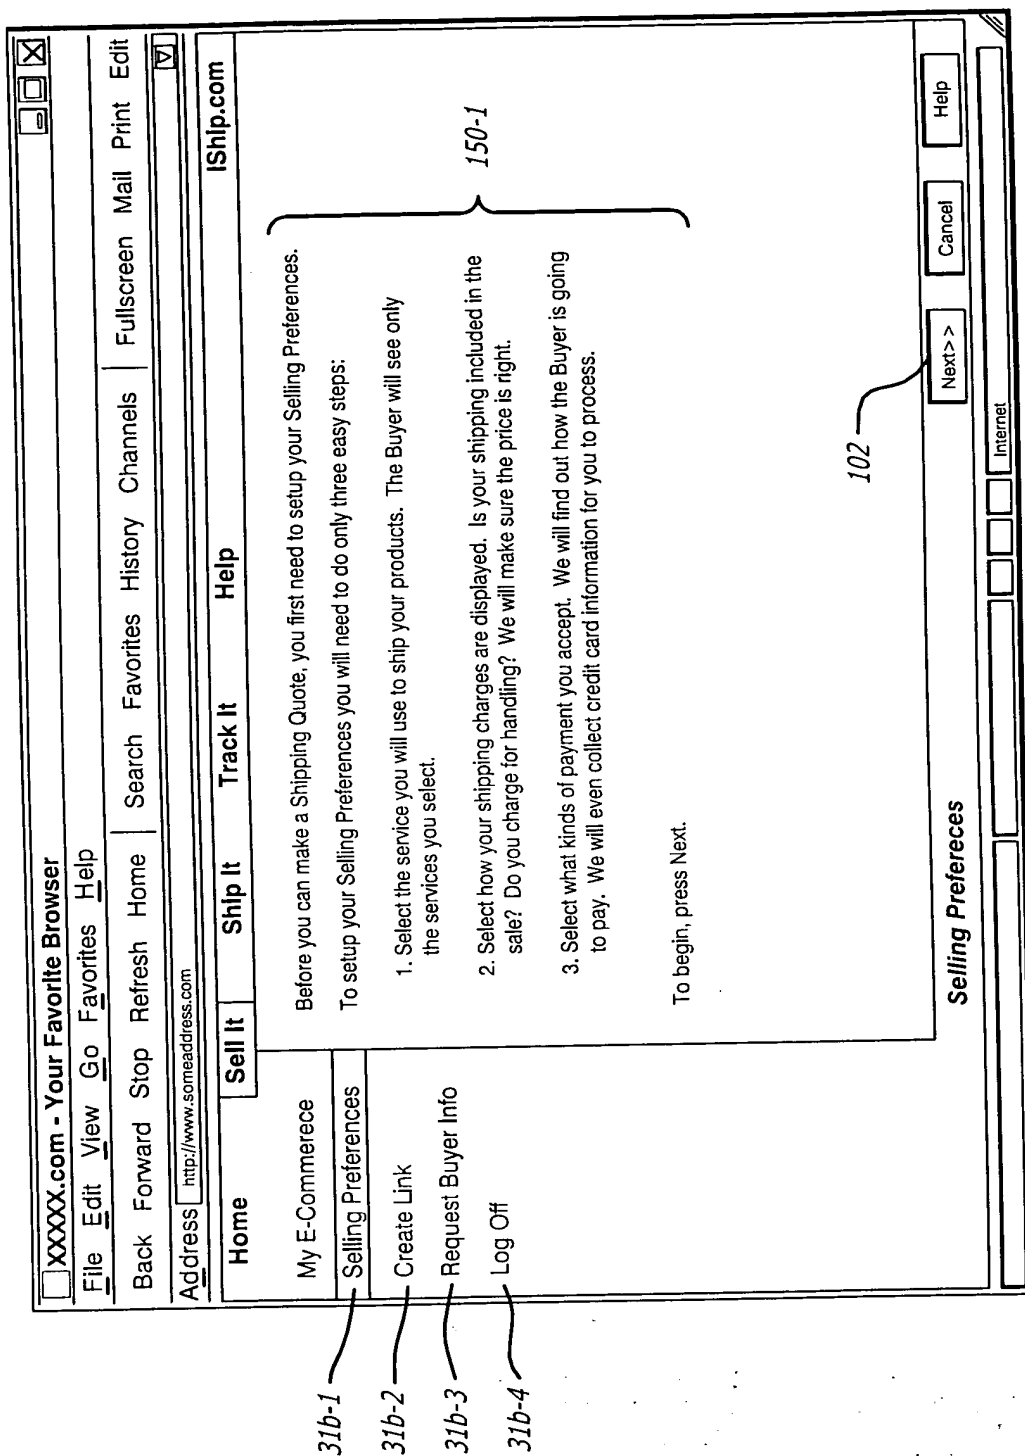 XXXXX.com - Your Favorite Browser
File Edit View Go Favorites Help
Back Forward Stop Refresh Home Search Favorites History Channels Fullscreen Mail Print Edit
Address http://www.someaddress.com
Home Sell It Ship It Track It Help IShip.com
My E-Commerece
31b-1 Selling Preferences
31b-2 Create Link
31b-3 Request Buyer Info
31b-4 Log Off
Before you can make a Shipping Quote, you first need to setup your Selling Preferences.
To setup your Selling Preferences you will need to do only three easy steps:
1. Select the service you will use to ship your products. The Buyer will see only
the services you select.
2. Select how your shipping charges are displayed. Is your shipping included in the
sale? Do you charge for handling? We will make sure the price is right.
3. Select what kinds of payment you accept. We will find out how the Buyer is going
to pay. We will even collect credit card information for you to process.
150-1
To begin, press Next.
102
Next>> Cancel Help
Selling Prefereces
Internet